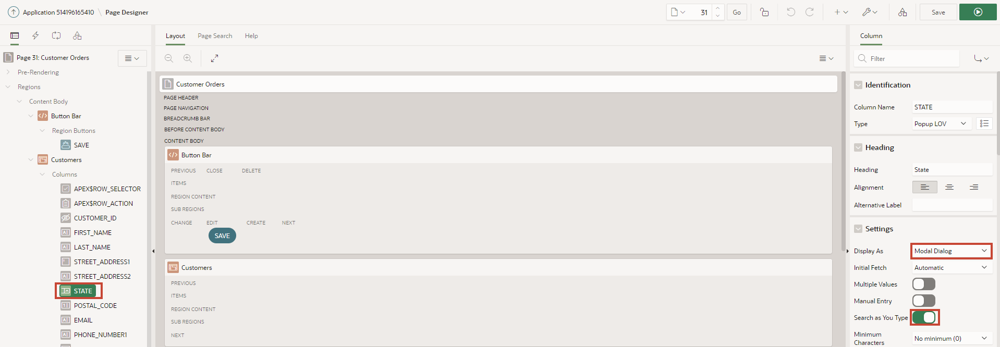 Application 514196165410 \ Page Designer
31
Go
Save
Layout
Page Search
Help
Column
Page 31: Customer Orders
Pre-Rendering
Regions
Content Body
Button Bar
Region Buttons
SAVE
Customers
Columns
APEX$ROW_SELECTOR
APEX$ROW_ACTION
CUSTOMER_ID
FIRST_NAME
LAST_NAME
STREET_ADDRESS1
STREET_ADDRESS2
STATE
POSTAL_CODE
EMAIL
PHONE_NUMBER1
Customer Orders
PAGE HEADER
PAGE NAVIGATION
BREADCRUMB BAR
BEFORE CONTENT BODY
CONTENT BODY
Button Bar
PREVIOUS CLOSE DELETE
ITEMS
REGION CONTENT
SUB REGIONS
CHANGE EDIT CREATE NEXT
SAVE
Customers
PREVIOUS
ITEMS
REGION CONTENT
SUB REGIONS
NEXT
Filter
Identification
Column Name STATE
Type Popup LOV
Heading
Heading State
Alignment
Alternative Label
Settings
Display As Modal Dialog
Initial Fetch Automatic
Multiple Values
Manual Entry
Search as You Type
Minimum
Characters No minimum (0)